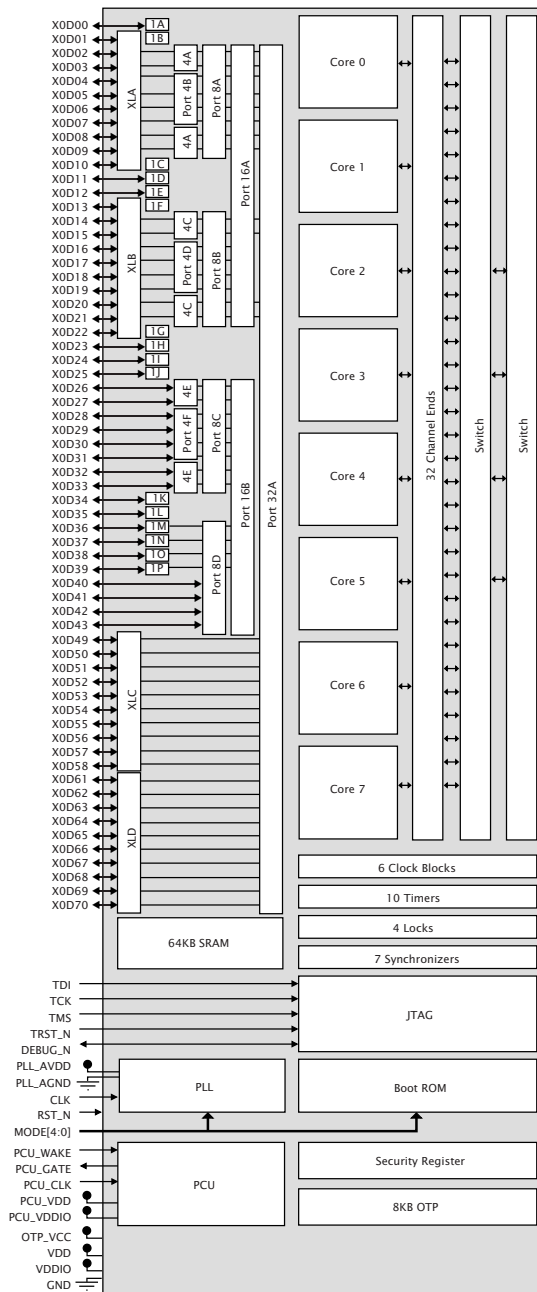 X0D00
X0D01
X0D02
X0D03
X0D04
X0D05
X0D06
X0D07
X0D08
X0D09
X0D10
X0D11
X0D12
X0D13
X0D14
X0D15
X0D16
X0D17
X0D18
X0D19
X0D20
X0D21
X0D22
X0D23
X0D24
X0D25
X0D26
X0D27
X0D28
X0D29
X0D30
X0D31
X0D32
X0D33
X0D34
X0D35
X0D36
X0D37
X0D38
X0D39
X0D40
X0D41
X0D42
X0D43
X0D49
X0D50
X0D51
X0D52
X0D53
X0D54
X0D55
X0D56
X0D57
X0D58
X0D61
X0D62
X0D63
X0D64
X0D65
X0D66
X0D67
X0D68
X0D69
X0D70
TDI
TCK
TMS
TRST_N
DEBUG_N
PLL_AVDD
PLL_AGND
CLK
RST_N
MODE[4:0]
PCU_WAKE
PCU_GATE
PCU_CLK
PCU_VDD
PCU_VDDIO
OTP_VCC
VDD
VDDIO
GND
1A
1B
1C
1D
1E
1F
1G
1H
1I
1J
1K
1L
1M
1N
1O
1P
XLA
XLB
XLC
XLD
4A
Port 4B
4A
4C
Port 4D
4C
4E
Port 4F
4E
Port 8A
Port 8B
Port 8C
Port 8D
Port 16A
Port 16B
Port 32A
64KB SRAM
PLL
PCU
Core 0
Core 1
Core 2
Core 3
Core 4
Core 5
Core 6
Core 7
32 Channel Ends
Switch
Switch
6 Clock Blocks
10 Timers
4 Locks
7 Synchronizers
JTAG
Boot ROM
Security Register
8KB OTP